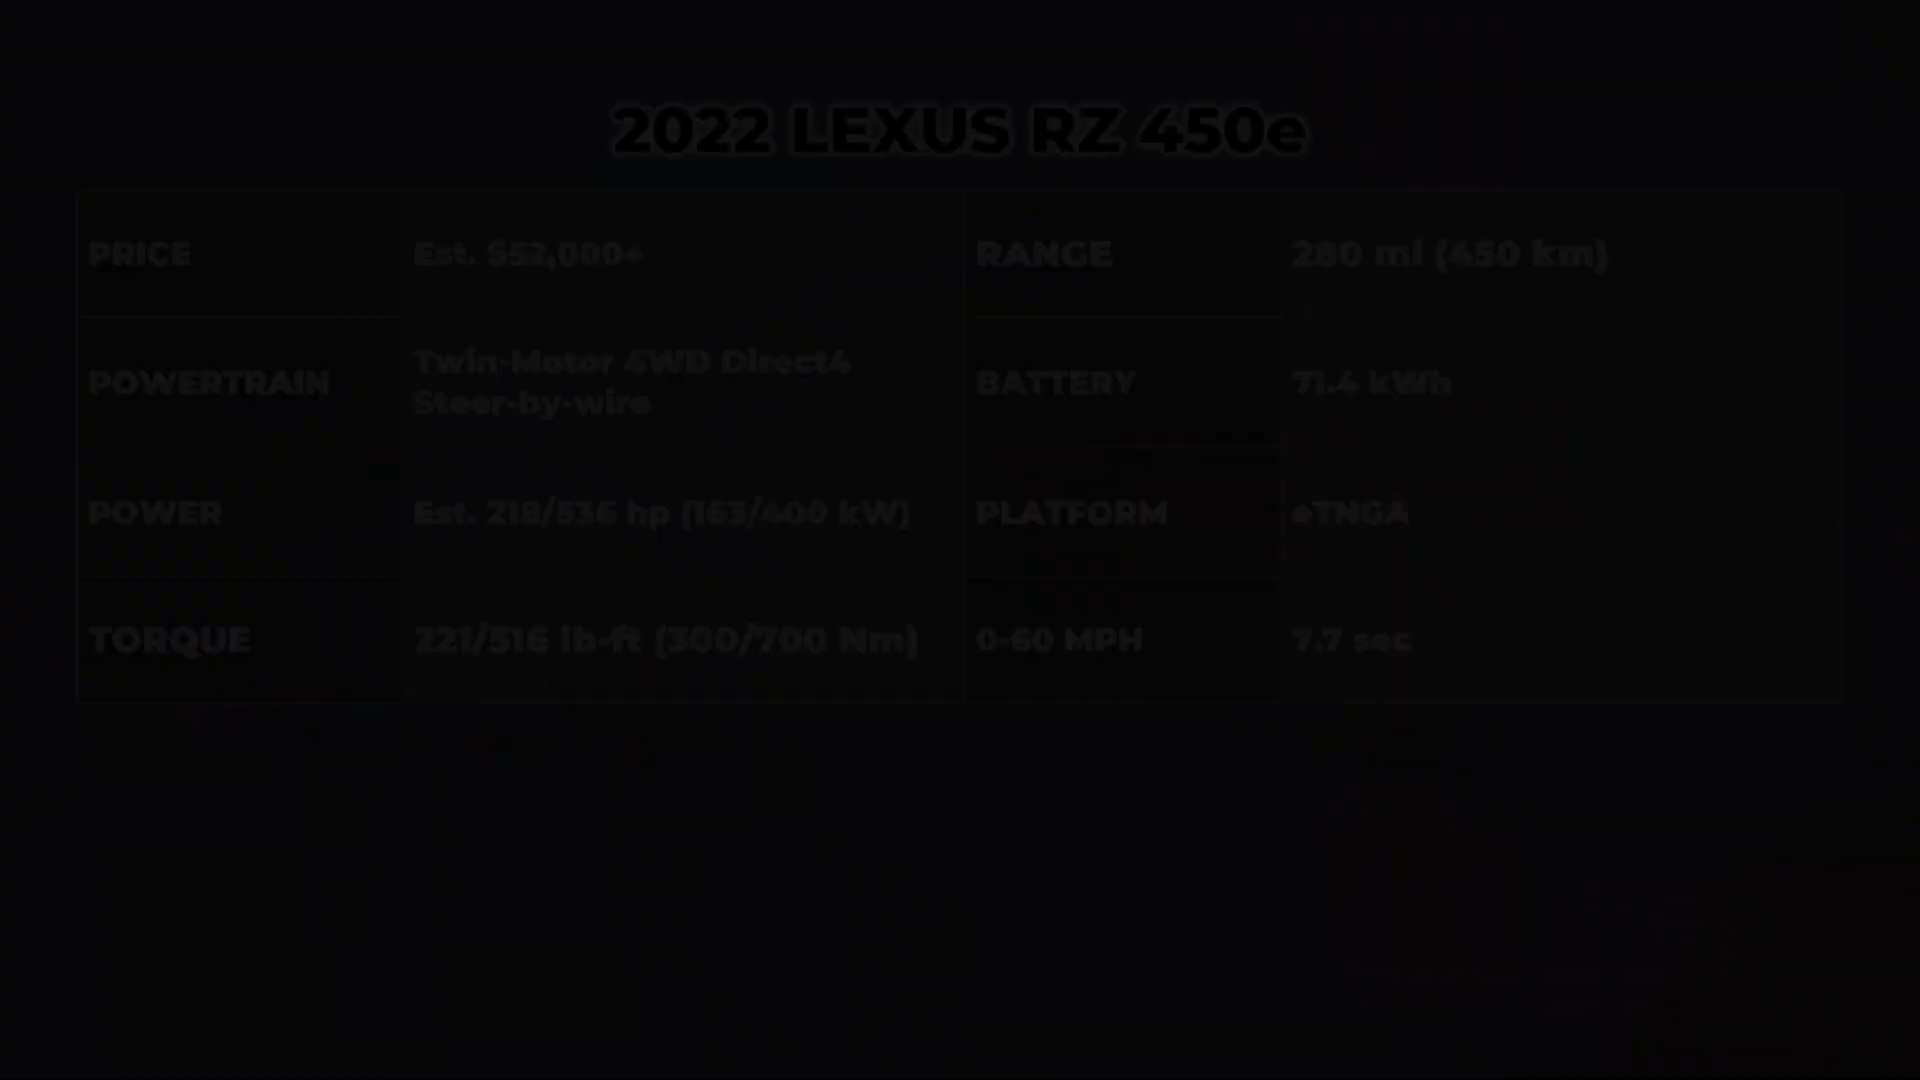 2022 LEXUS RZ 450e
PRICE
Est. $52,000+
RANGE
280 mi (450 km)
POWERTRAIN
Twin-Motor 4WD Direct4
Steer-by-wire
BATTERY
71.4 kWh
POWER
Est. 218/536 hp (163/400 kW)
PLATFORM
eTNGA
TORQUE
221/516 lb-ft (300/700 Nm)
0-60 MPH
7.7 sec